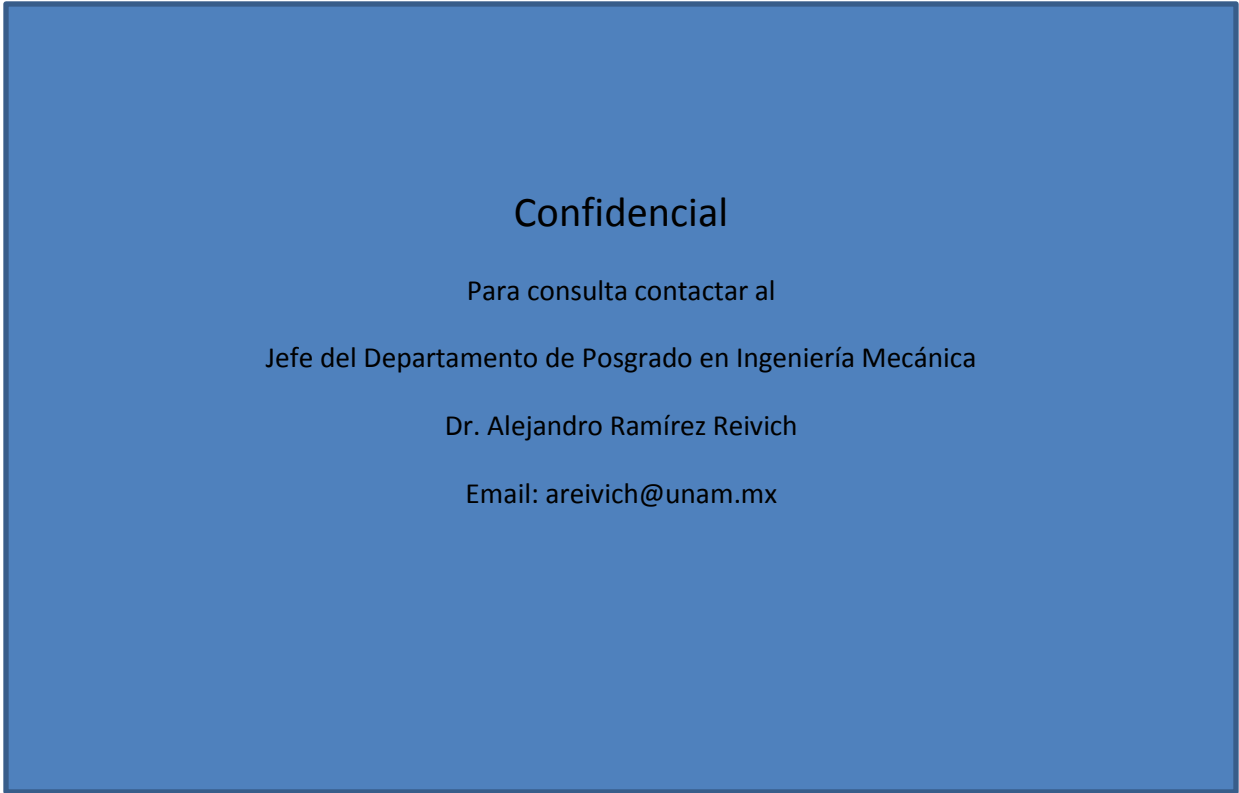 Confidencial
Para consulta contactar al
Jefe del Departamento de Posgrado en Ingeniería Mecánica
Dr. Alejandro Ramírez Reivich
Email: areivich@unam.mx